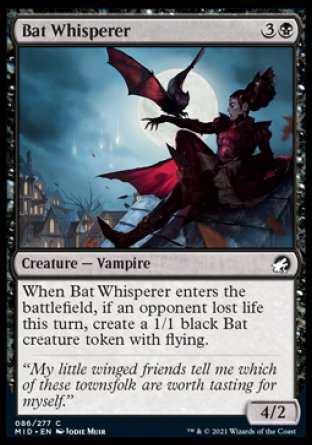 Bat Whisperer 3
Creature — Vampire
When Bat Whisperer enters the
battlefield, if an opponent lost life
this turn, create a 1/1 black Bat
creature token with flying.
“My little winged friends tell me which
of these townsfolk are worth tasting for
myself.”
4/2
086/277 C
MID • EN Jodie Muir
™ & © 2021 Wizards of the Coast